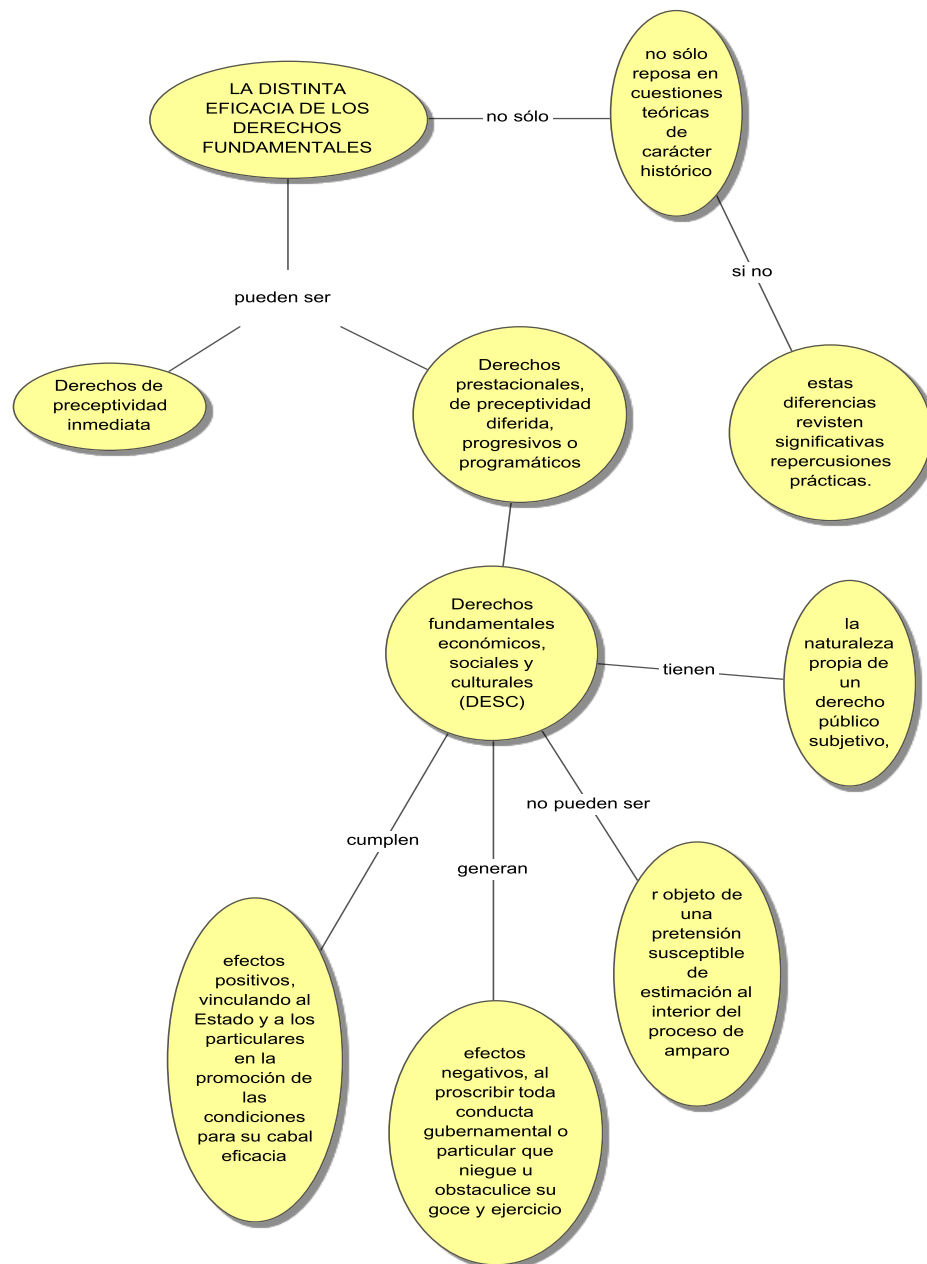 LA DISTINTA
EFICACIA DE LOS
DERECHOS
FUNDAMENTALES
no sólo
no sólo
reposa en
cuestiones
teóricas
de
carácter
histórico
si no
estas
diferencias
revisten
significativas
repercusiones
prácticas.
pueden ser
Derechos de
preceptividad
inmediata
Derechos
prestacionales,
de preceptividad
diferida,
progresivos o
programáticos
Derechos
fundamentales
económicos,
sociales y
culturales
(DESC)
tienen
la
naturaleza
propia de
un
derecho
público
subjetivo,
cumplen
efectos
positivos,
vinculando al
Estado y a los
particulares
en la
promoción de
las
condiciones
para su cabal
eficacia
generan
efectos
negativos, al
proscribir toda
conducta
gubernamental o
particular que
niegue u
obstaculice su
goce y ejercicio
no pueden ser
r objeto de
una
pretensión
susceptible
de
estimación al
interior del
proceso de
amparo